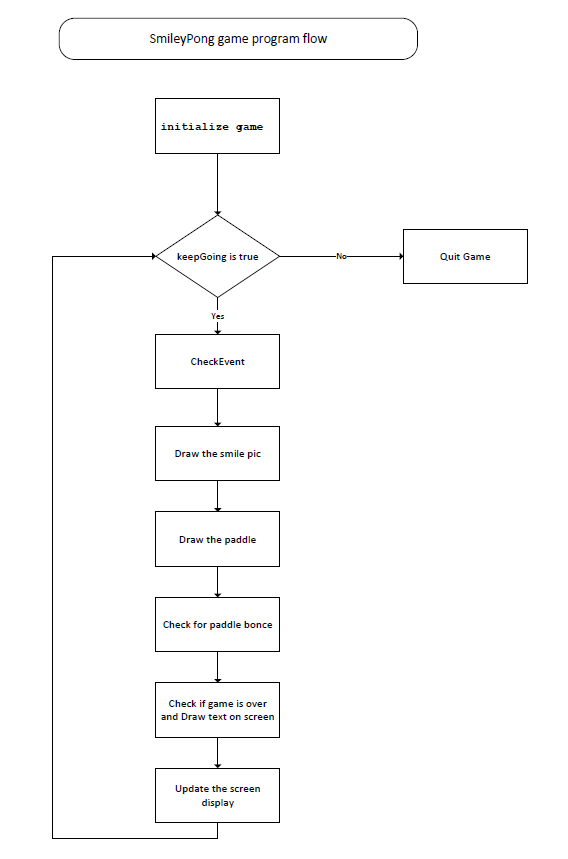 SmileyPong game program flow
initialize game
keepGoing is true
No
Quit Game
Yes
CheckEvent
Draw the smile pic
Draw the paddle
Check for paddle bonce
Check if game is over
and Draw text on screen
Update the screen
display